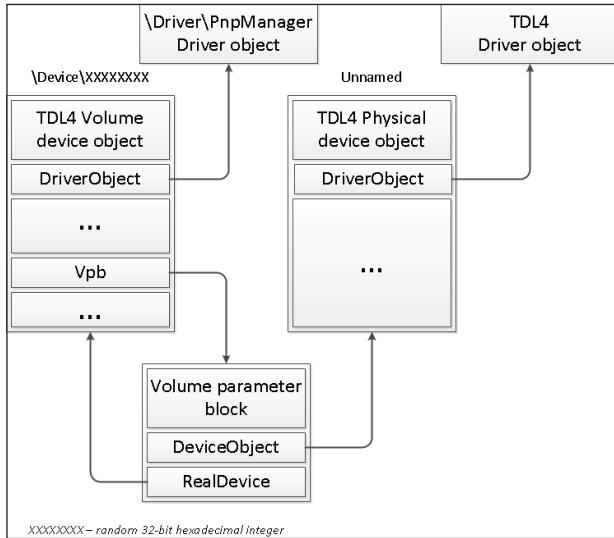 \Driver\PnpManager
Driver object
TDL4
Driver object
\Device\XXXXXXXX
Unnamed
TDL4 Volume
device object
DriverObject
...
Vpb
...
TDL4 Physical
device object
DriverObject
...
Volume parameter
block
DeviceObject
RealDevice
XXXXXXXX – random 32-bit hexadecimal integer